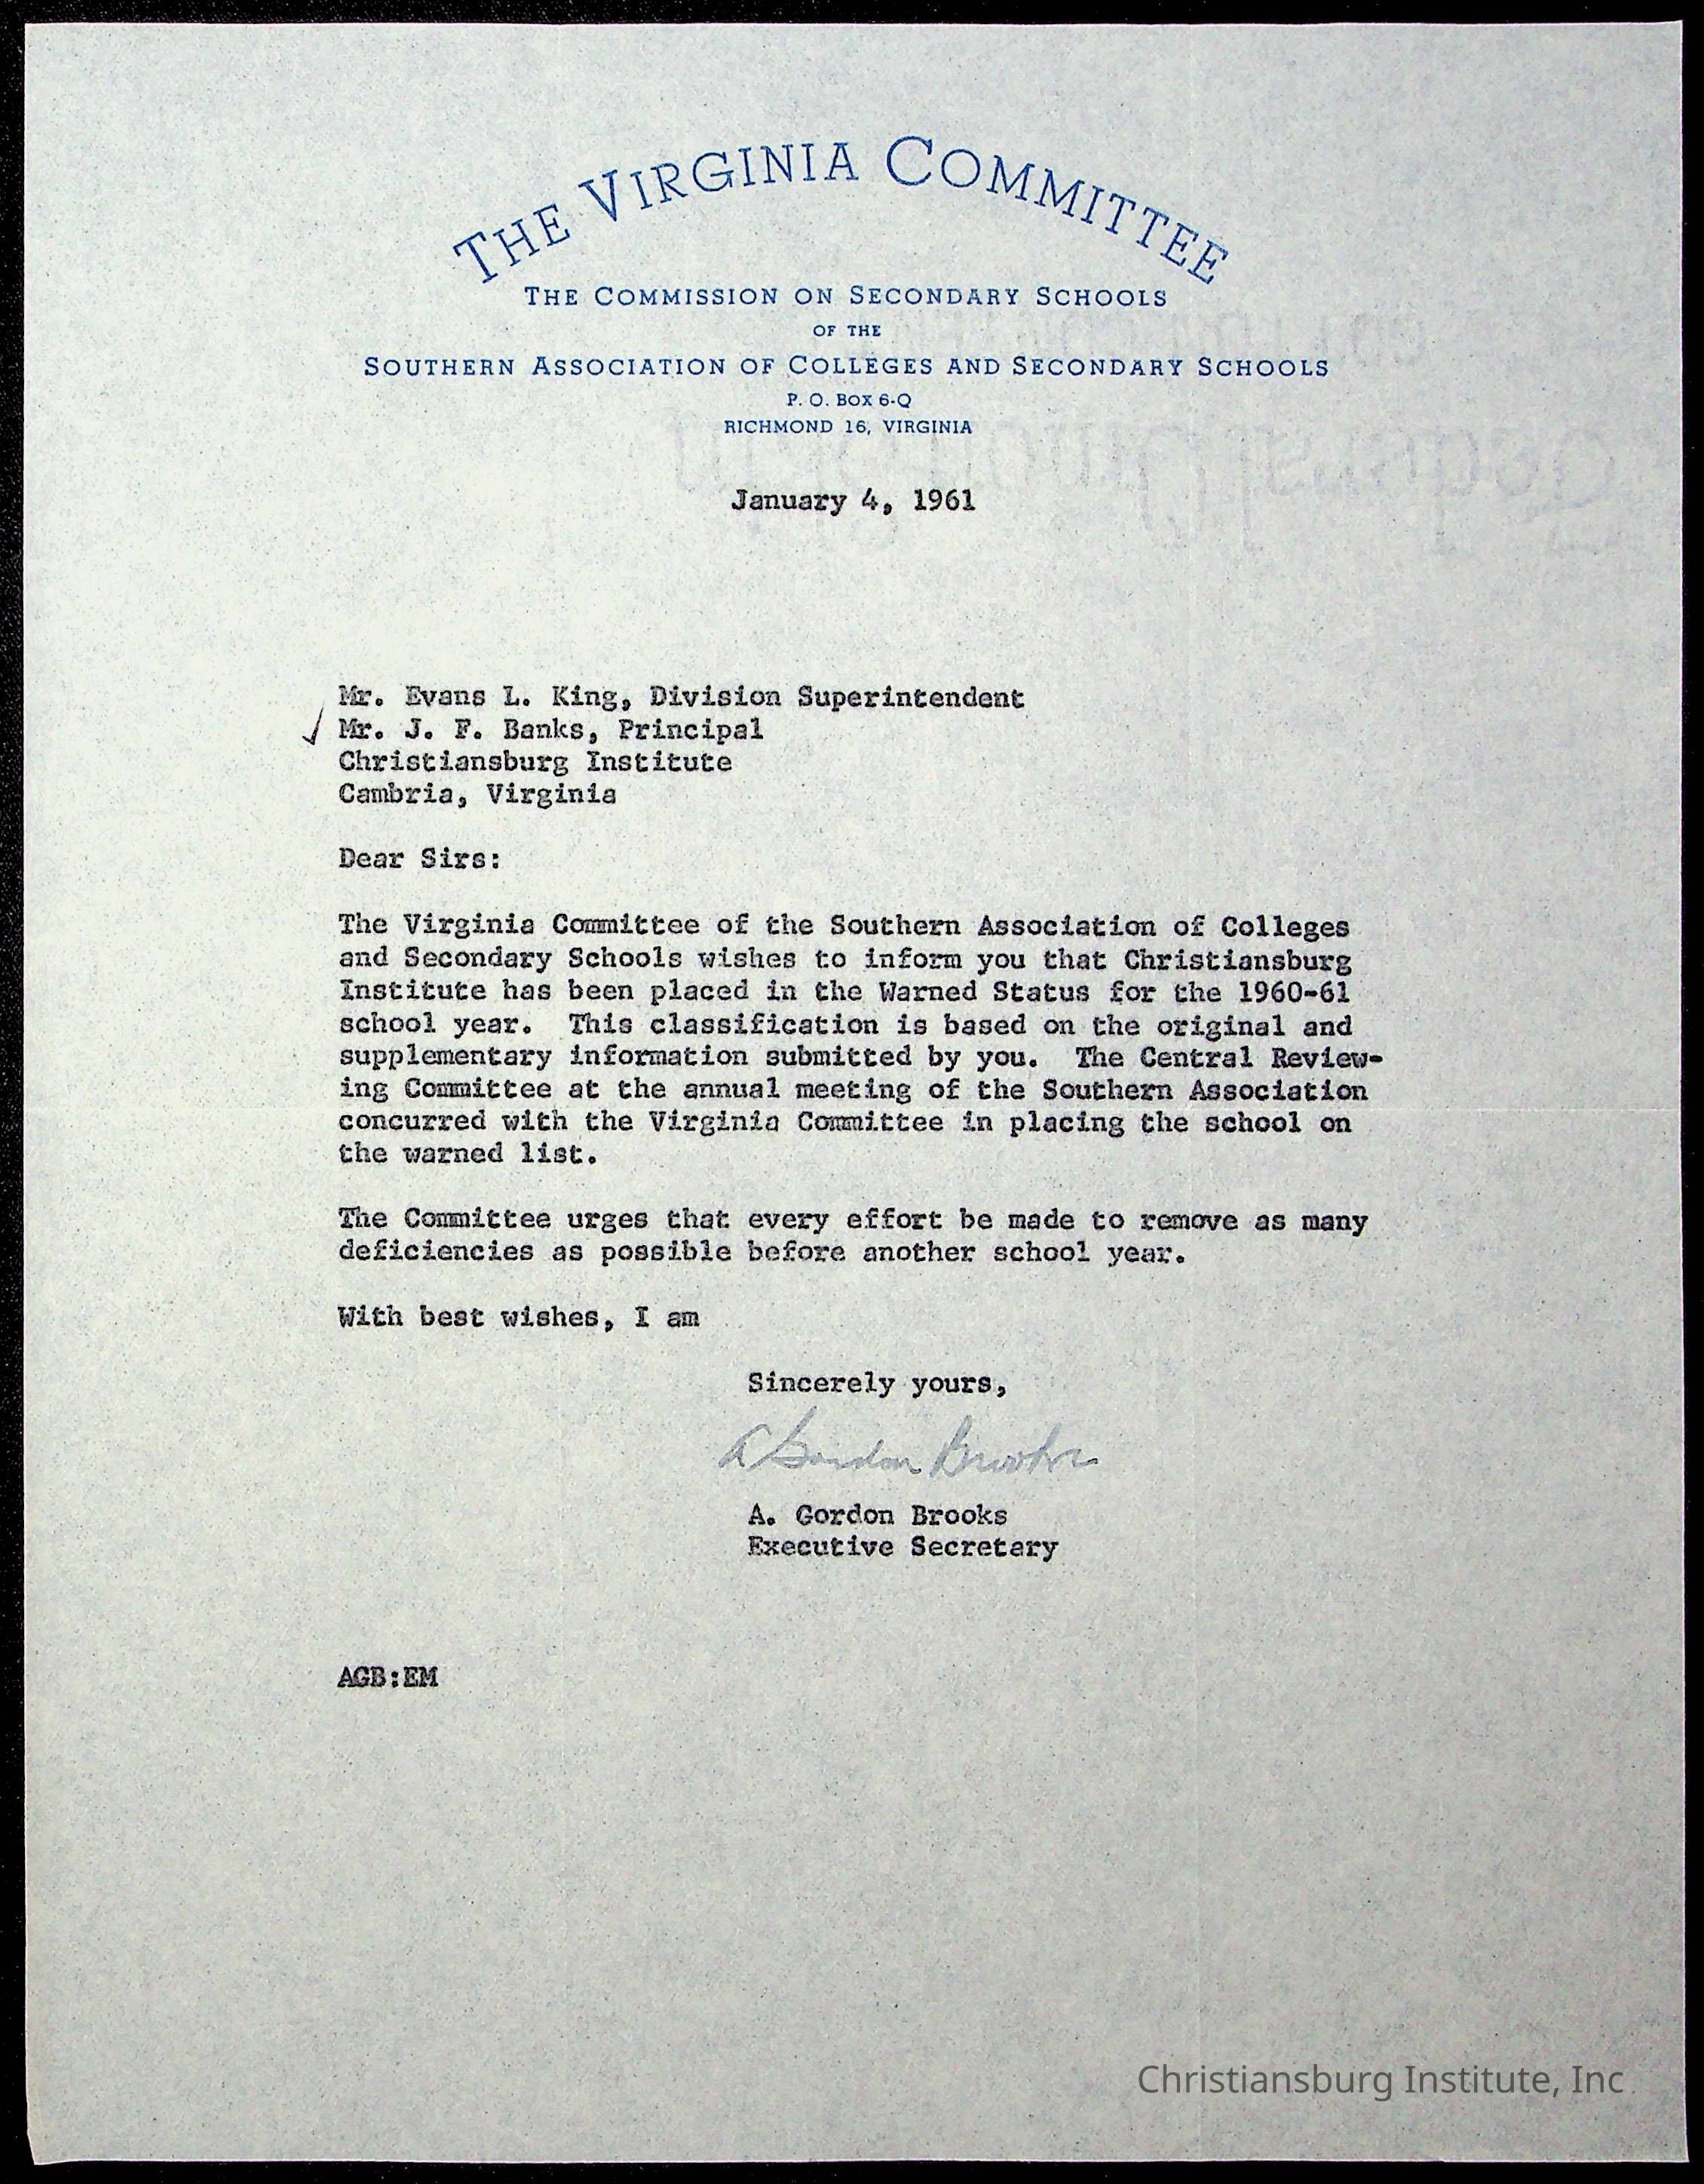 THE VIRGINIA COMMITTEE
THE COMMISSION ON SECONDARY SCHOOLS
OF THE
SOUTHERN ASSOCIATION OF COLLEGES AND SECONDARY SCHOOLS
P. O. BOX 6-Q
RICHMOND 16, VIRGINIA
January 4, 1961
Mr. Evans L. King, Division Superintendent
✓ Mr. J. F. Banks, Principal
Christiansburg Institute
Cambria, Virginia
Dear Sirs:
The Virginia Committee of the Southern Association of Colleges
and Secondary Schools wishes to inform you that Christiansburg
Institute has been placed in the Warned Status for the 1960-61
school year. This classification is based on the original and
supplementary information submitted by you. The Central Review-
ing Committee at the annual meeting of the Southern Association
concurred with the Virginia Committee in placing the school on
the warned list.
The Committee urges that every effort be made to remove as many
deficiencies as possible before another school year.
With best wishes, I am
Sincerely yours,
A Gordon Brooks
A. Gordon Brooks
Executive Secretary
AGB:EM
Christiansburg Institute, Inc.